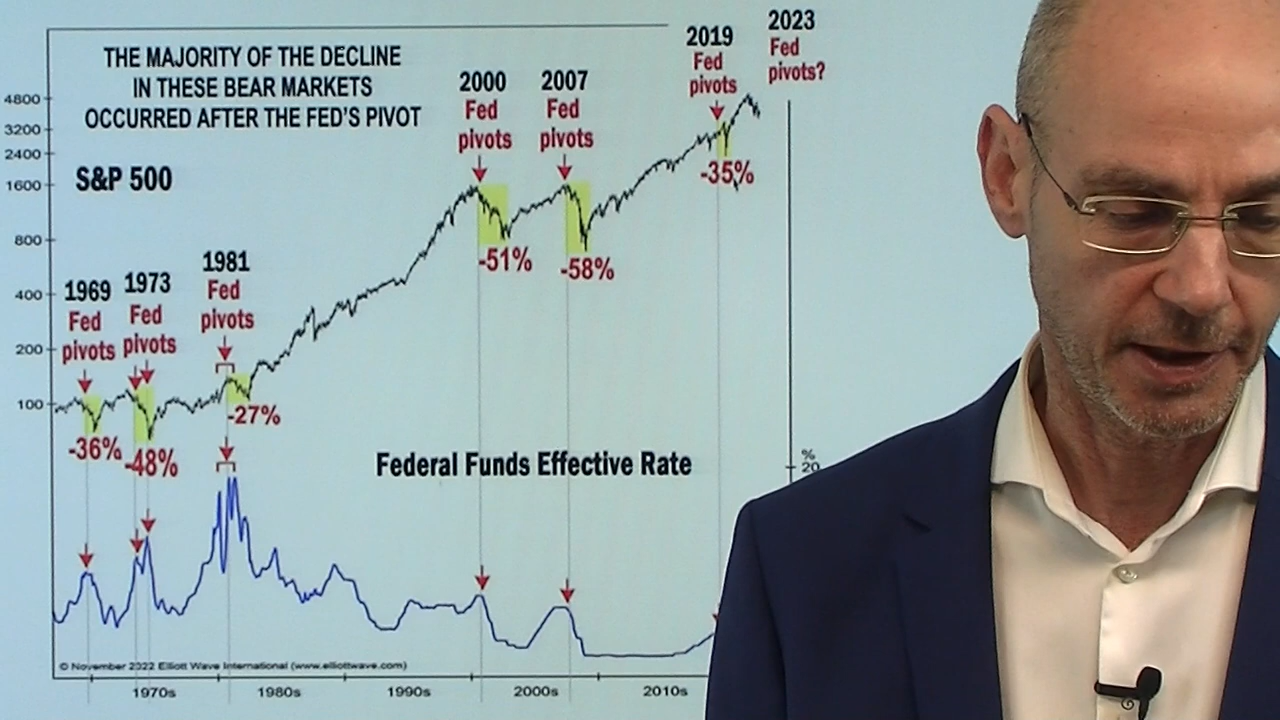 THE MAJORITY OF THE DECLINE
IN THESE BEAR MARKETS
OCCURRED AFTER THE FED'S PIVOT
S&P 500
4800
3200
2400
1600
800
400
200
100
1969
Fed
pivots
-36%
1973
Fed
pivots
-48%
1981
Fed
pivots
-27%
2000
Fed
pivots
-51%
2007
Fed
pivots
-58%
2019
Fed
pivots
-35%
2023
Fed
pivots?
Federal Funds Effective Rate
%
20
© November 2022 Elliott Wave International (www.elliottwave.com)
1970s
1980s
1990s
2000s
2010s